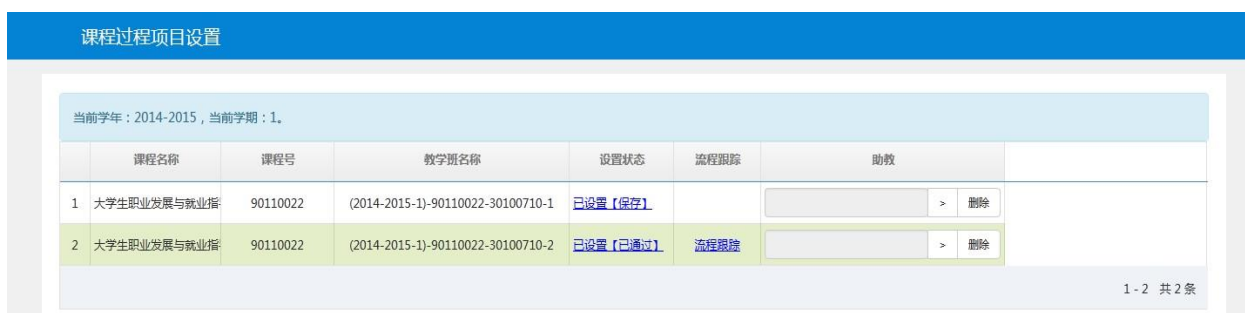 课程过程项目设置
当前学年：2014-2015，当前学期：1。
课程名称 课程号 教学班名称 设置状态 流程跟踪 助教
1 大学生职业发展与就业指 90110022 (2014-2015-1)-90110022-30100710-1 已设置【保存】 > 删除
2 大学生职业发展与就业指 90110022 (2014-2015-1)-90110022-30100710-2 已设置【已通过】 流程跟踪 > 删除
1 - 2 共 2 条